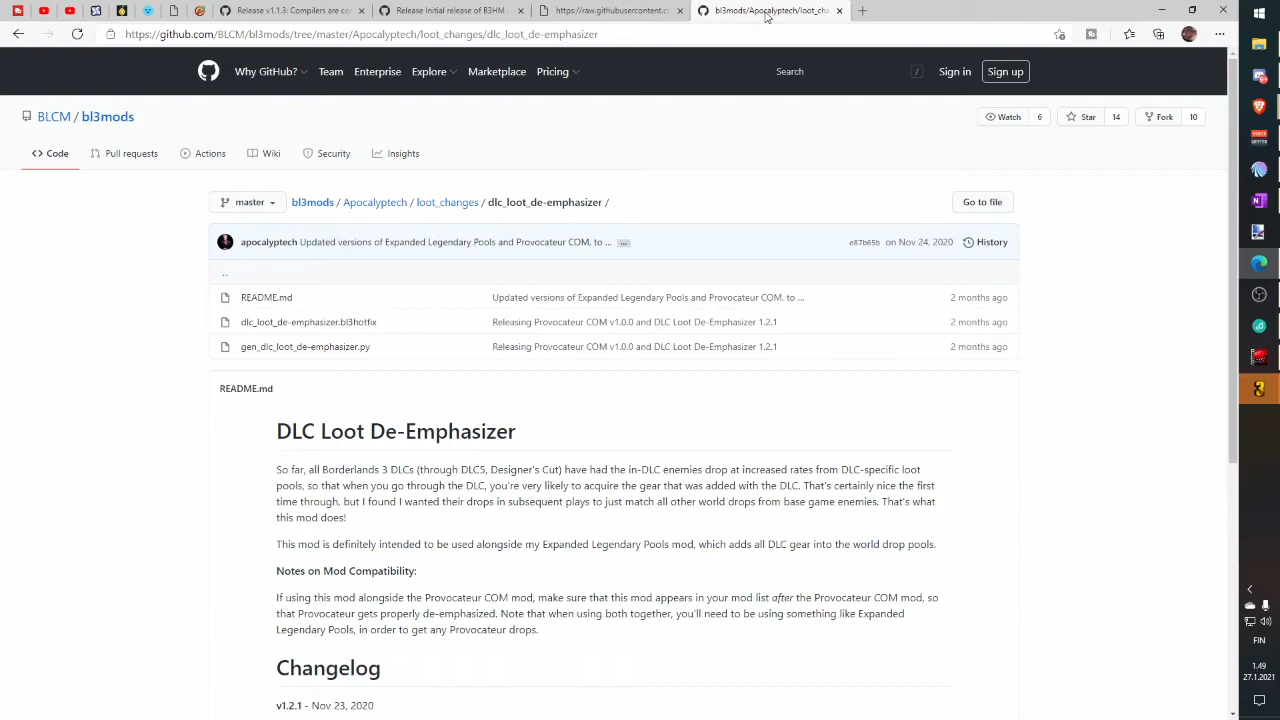 Release v1.1.3: Compilers are co
Release Initial release of B3HM
https://raw.githubusercontent.c
bl3mods/Apocalyptech/loot_cha
https://github.com/BLCM/bl3mods/tree/master/Apocalyptech/loot_changes/dlc_loot_de-emphasizer
Why GitHub? Team Enterprise Explore Marketplace Pricing Search / Sign in Sign up
BLCM / bl3mods Watch 6 Star 14 Fork 10
Code Pull requests Actions Wiki Security Insights
master bl3mods / Apocalyptech / loot_changes / dlc_loot_de-emphasizer / Go to file
apocalyptech Updated versions of Expanded Legendary Pools and Provocateur COM, to ... ... e87b65b on Nov 24, 2020 History
..
README.md Updated versions of Expanded Legendary Pools and Provocateur COM, to ... 2 months ago
dlc_loot_de-emphasizer.bl3hotfix Releasing Provocateur COM v1.0.0 and DLC Loot De-Emphasizer 1.2.1 2 months ago
gen_dlc_loot_de-emphasizer.py Releasing Provocateur COM v1.0.0 and DLC Loot De-Emphasizer 1.2.1 2 months ago
README.md
DLC Loot De-Emphasizer
So far, all Borderlands 3 DLCs (through DLC5, Designer's Cut) have had the in-DLC enemies drop at increased rates from DLC-specific loot
pools, so that when you go through the DLC, you're very likely to acquire the gear that was added with the DLC. That's certainly nice the first
time through, but I found I wanted their drops in subsequent plays to just match all other world drops from base game enemies. That's what
this mod does!
This mod is definitely intended to be used alongside my Expanded Legendary Pools mod, which adds all DLC gear into the world drop pools.
Notes on Mod Compatibility:
If using this mod alongside the Provocateur COM mod, make sure that this mod appears in your mod list after the Provocateur COM mod, so
that Provocateur gets properly de-emphasized. Note that when using both together, you'll need to be using something like Expanded
Legendary Pools, in order to get any Provocateur drops.
Changelog
v1.2.1 - Nov 23, 2020
FIN
1.49
27.1.2021